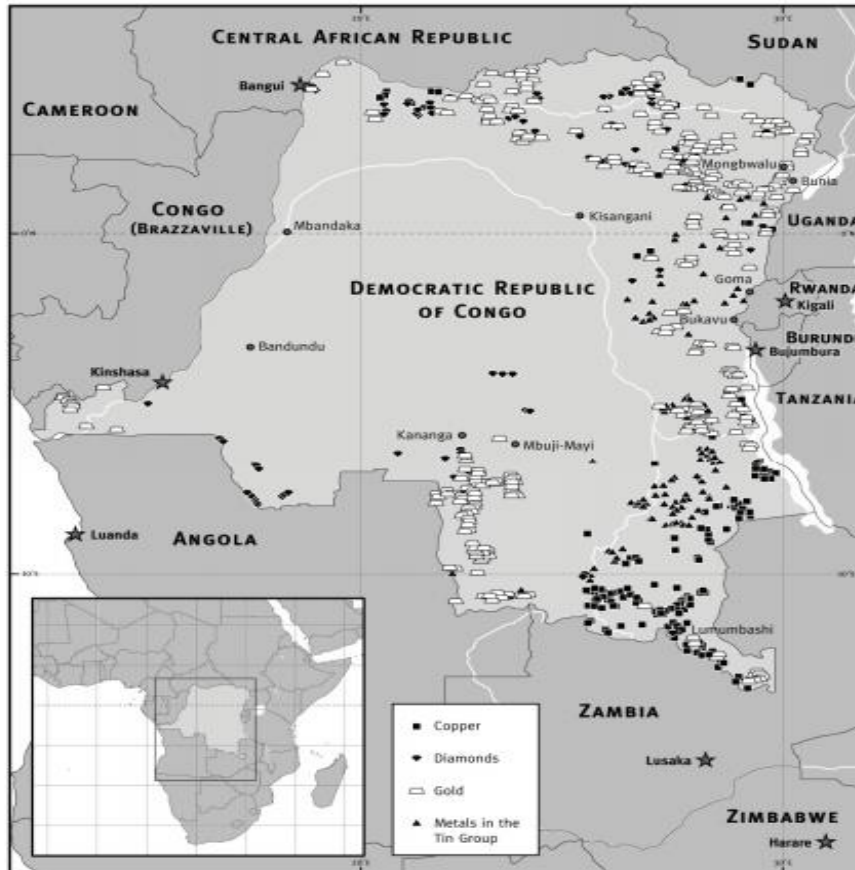 CENTRAL AFRICAN REPUBLIC
SUDAN
Bangui
CAMEROON
Mongbwalu
Bunia
CONGO
(BRAZZAVILLE)
Kisangani
UGANDA
Mbandaka
DEMOCRATIC REPUBLIC
OF CONGO
Goma
RWANDA
Kigali
Bukavu
BURUND
Bandundu
Bujumbura
Kinshasa
TANZANIA
Kananga
Mbuji-Mayi
Luanda
ANGOLA
Lumumbashi
ZAMBIA
Copper
Diamonds
Lusaka
Gold
Metals in the
Tin Group
ZIMBABWE
Harare